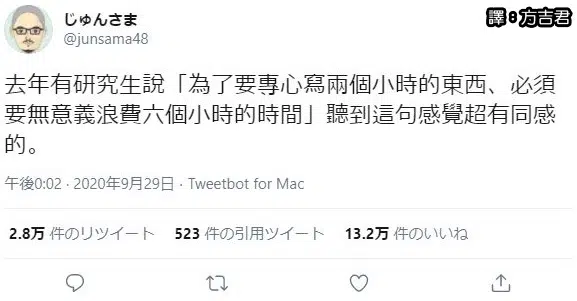 じゅんさま
@junsama48
譯8方吉君
去年有研究生說「為了要專心寫兩個小時的東西、必須
要無意義浪費六個小時的時間」聽到這句感覺超有同感
的。
午後0:02 · 2020年9月29日 · Tweetbot for Mac
2.8万 件のリツイート 523 件の引用ツイート 13.2万 件のいいね